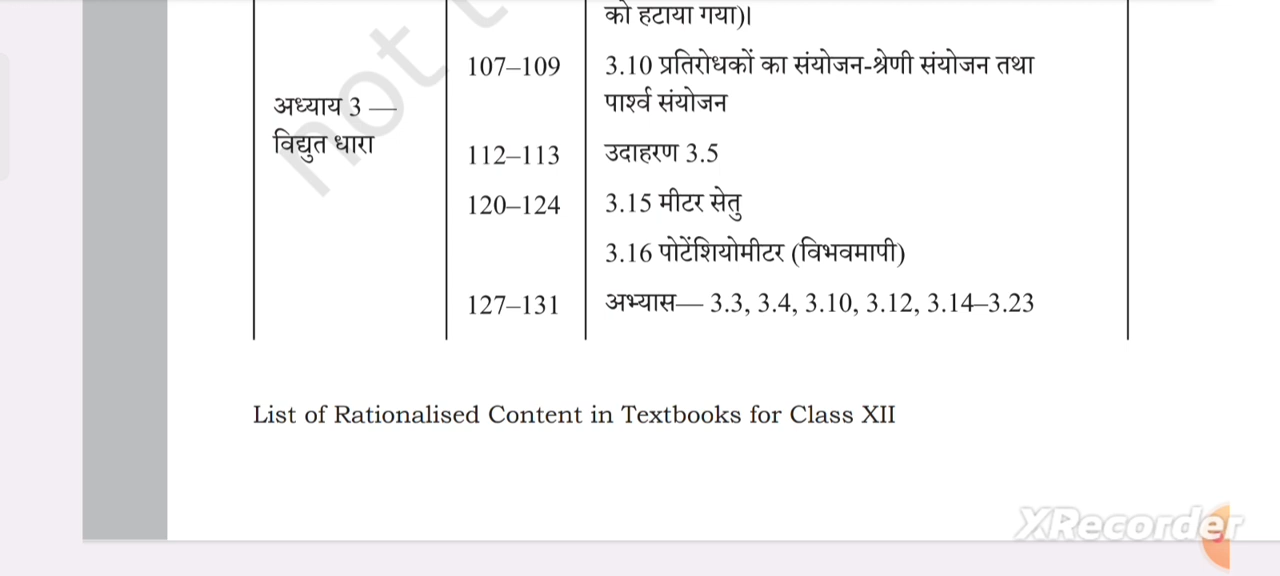 को हटाया गया)।
107–109 3.10 प्रतिरोधकों का संयोजन-श्रेणी संयोजन तथा
पार्श्व संयोजन
अध्याय 3 —
विद्युत धारा
112–113 उदाहरण 3.5
120–124 3.15 मीटर सेतु
3.16 पोटेंशियोमीटर (विभवमापी)
127–131 अभ्यास— 3.3, 3.4, 3.10, 3.12, 3.14–3.23
not t
List of Rationalised Content in Textbooks for Class XII
XRecorder